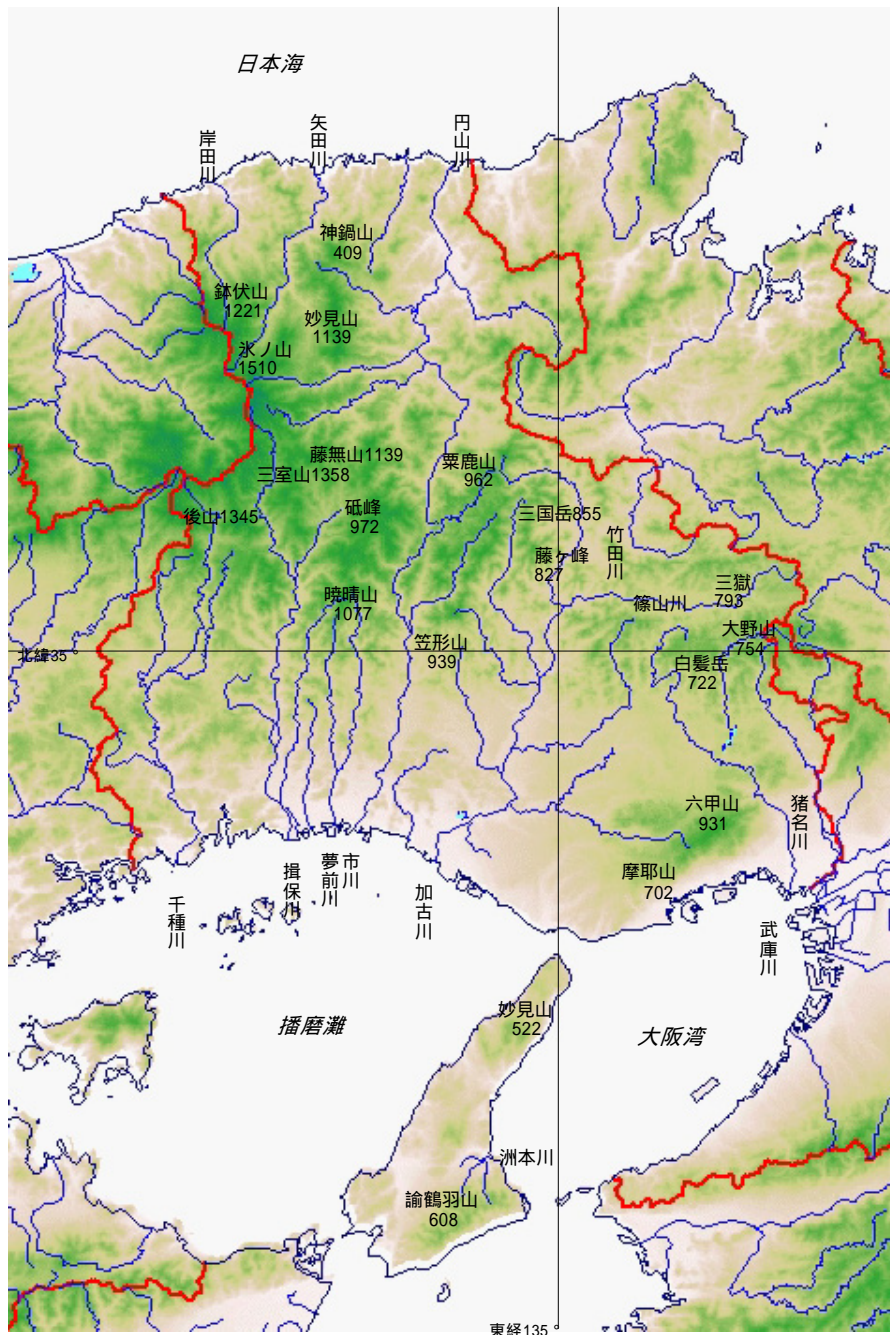 日本海
岸田川
矢田川
円山川
神鍋山
409
鉢伏山
1221
妙見山
1139
氷ノ山
1510
藤無山1139
三室山1358
粟鹿山
962
後山1345
砥峰
972
三国岳855
竹田川
藤ヶ峰
827
三獄
793
暁晴山
1077
篠山川
大野山
754
笠形山
939
北緯35°
白髪岳
722
六甲山
931
猪名川
摩耶山
702
千種川
揖保川
夢前川
市川
加古川
武庫川
妙見山
522
播磨灘
大阪湾
洲本川
諭鶴羽山
608
東経135°